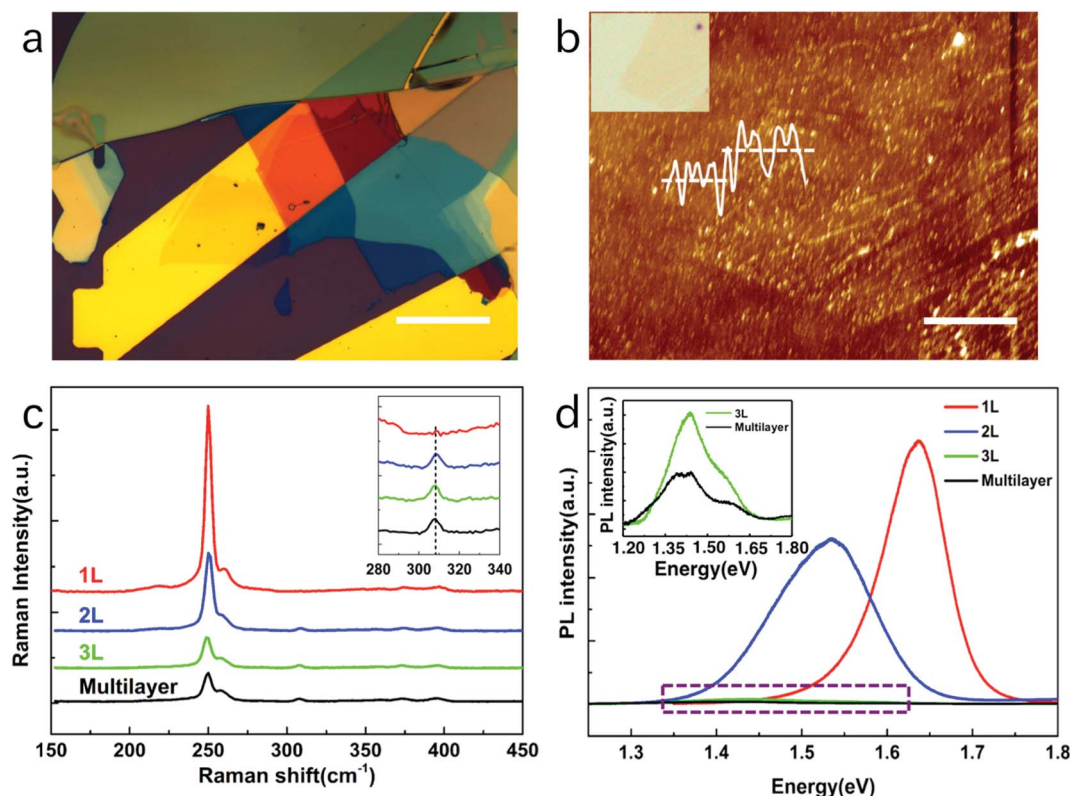 a
b
c
Raman Intensity(a.u.)
1L
2L
3L
Multilayer
280 290 300 310 320 330 340
150 200 250 300 350 400 450
Raman shift(cm⁻¹)
d
PL intensity(a.u.)
1L
2L
3L
Multilayer
3L
Multilayer
PL intensity(a.u.)
1.20 1.35 1.50 1.65 1.80
Energy(eV)
1.3 1.4 1.5 1.6 1.7 1.8
Energy(eV)